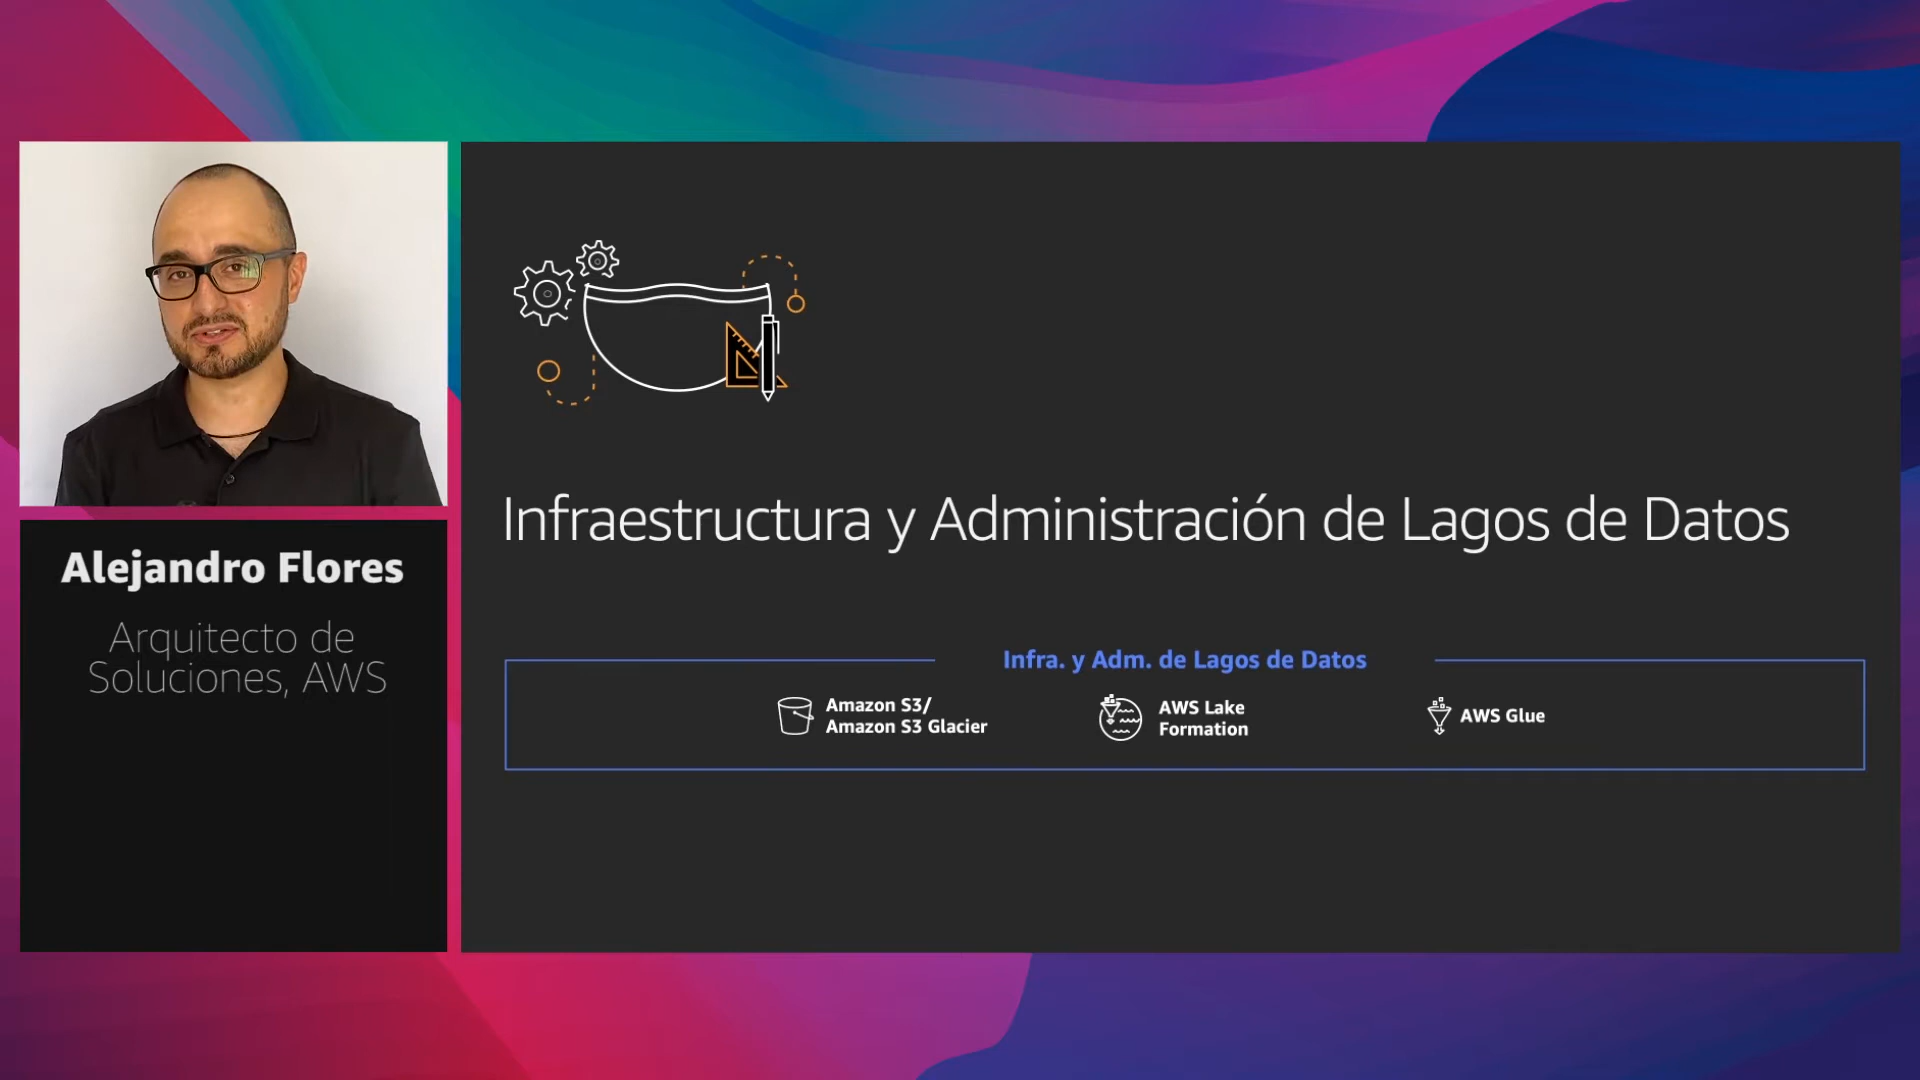 Alejandro Flores
Arquitecto de
Soluciones, AWS
Infraestructura y Administración de Lagos de Datos
Infra. y Adm. de Lagos de Datos
Amazon S3/
Amazon S3 Glacier
AWS Lake
Formation
AWS Glue